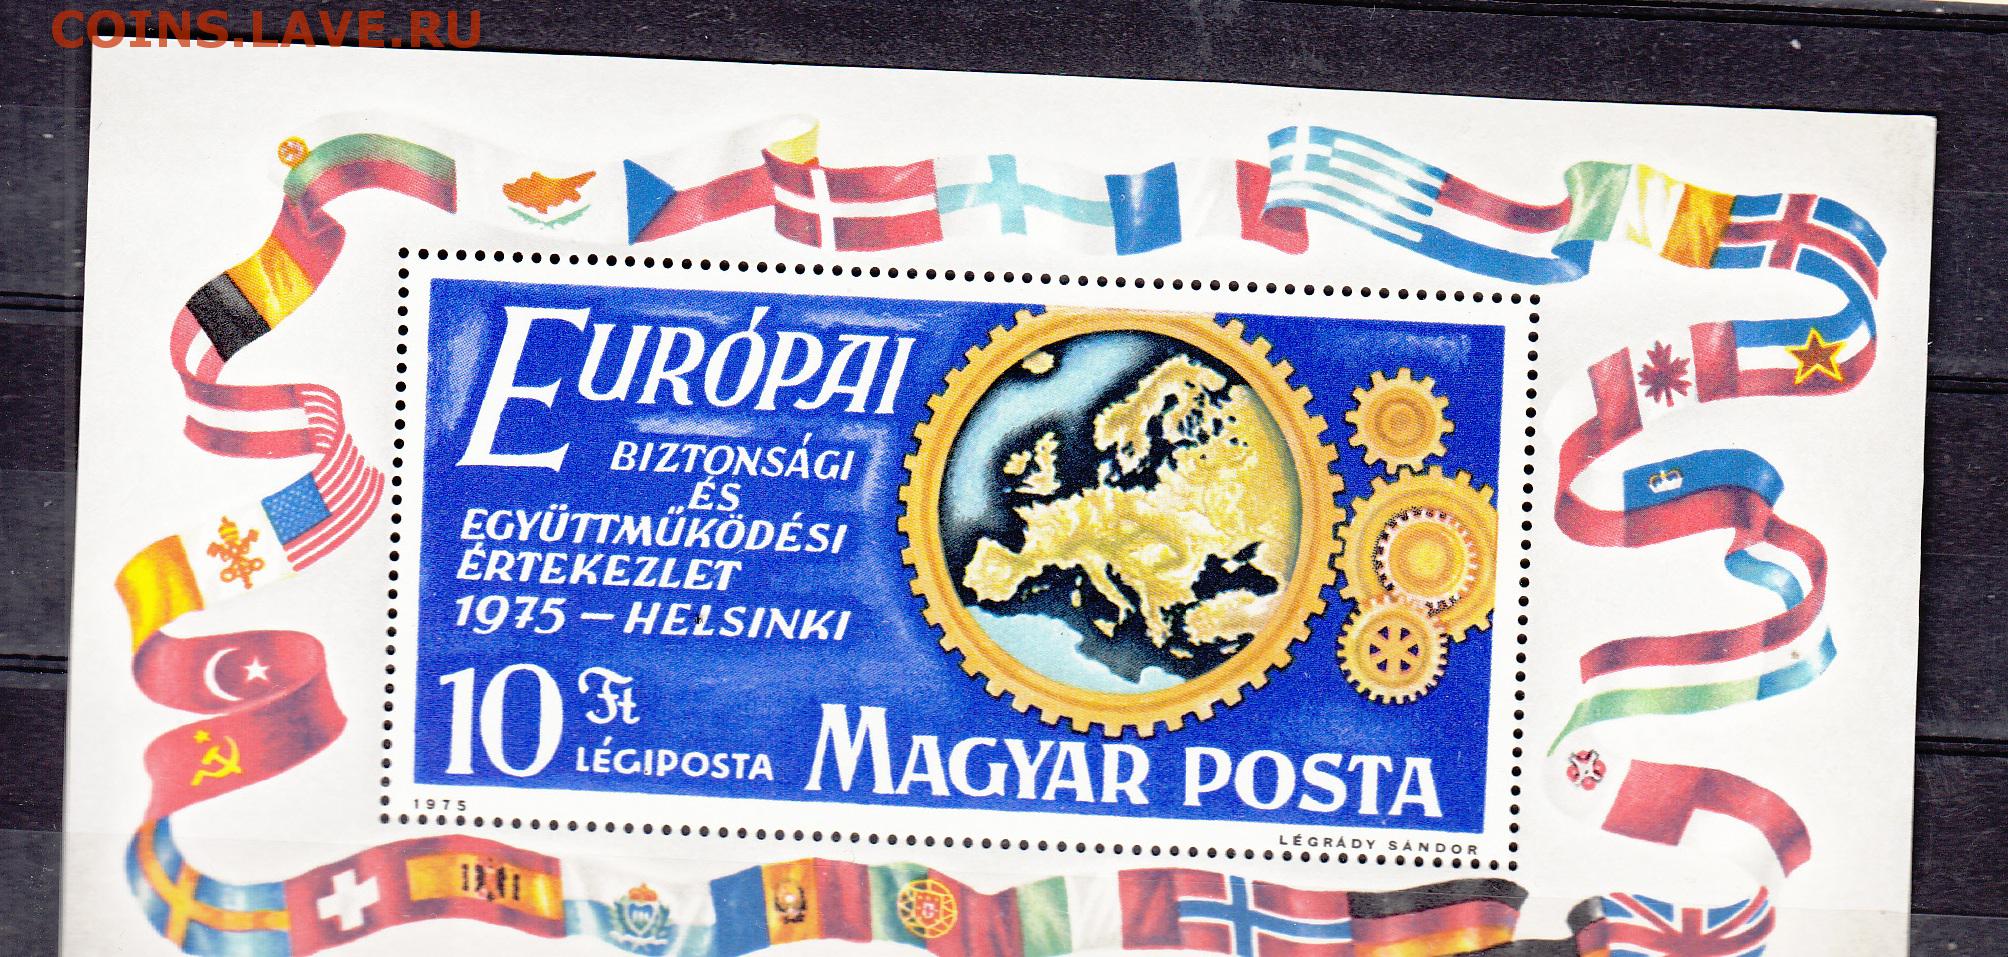 COINS.LAVE.RU
EURÓPAI
BIZTONSÁGI
ÉS
EGYÜTTMŰKÖDÉSI
ÉRTEKEZLET
1975 – HELSINKI
10 Ft
LÉGIPOSTA
MAGYAR POSTA
1975
LÉGRÁDY SÁNDOR